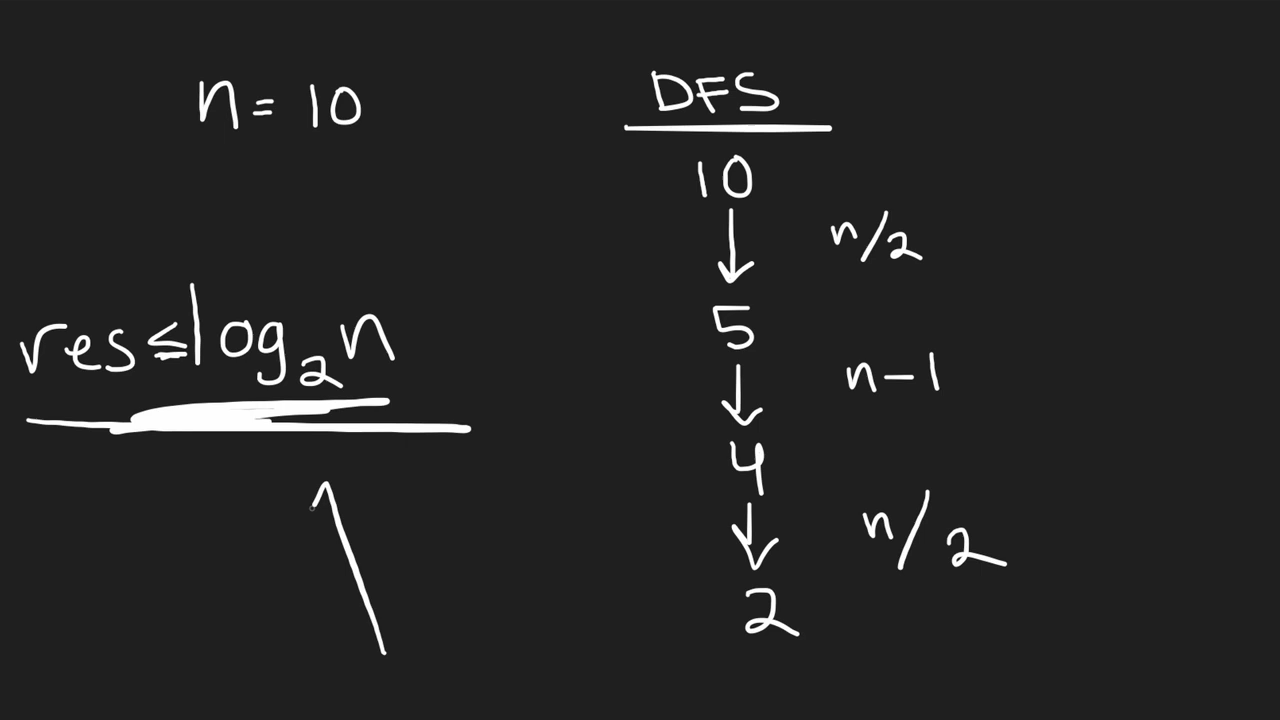 n = 10
res ≤ log₂n
DFS
10
n/2
5
n - 1
4
n/2
2